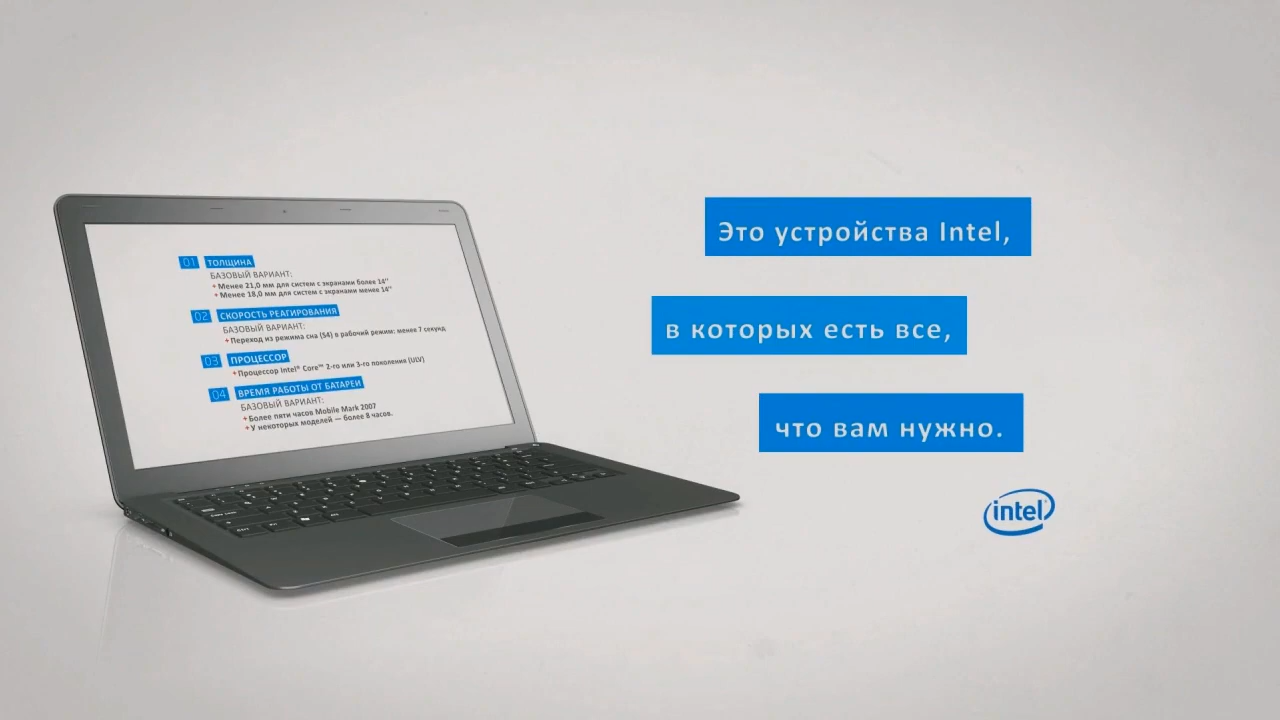 01 ТОЛЩИНА
БАЗОВЫЙ ВАРИАНТ:
+ Менее 21,0 мм для систем с экранами более 14''
+ Менее 18,0 мм для систем с экранами менее 14''
02 СКОРОСТЬ РЕАГИРОВАНИЯ
БАЗОВЫЙ ВАРИАНТ:
+ Переход из режима сна (S4) в рабочий режим: менее 7 секунд
03 ПРОЦЕССОР
+ Процессор Intel® Core™ 2-го или 3-го поколения (ULV)
04 ВРЕМЯ РАБОТЫ ОТ БАТАРЕИ
БАЗОВЫЙ ВАРИАНТ:
+ Более пяти часов Mobile Mark 2007
+ У некоторых моделей — более 8 часов.
Это устройства Intel,
в которых есть все,
что вам нужно.
intel